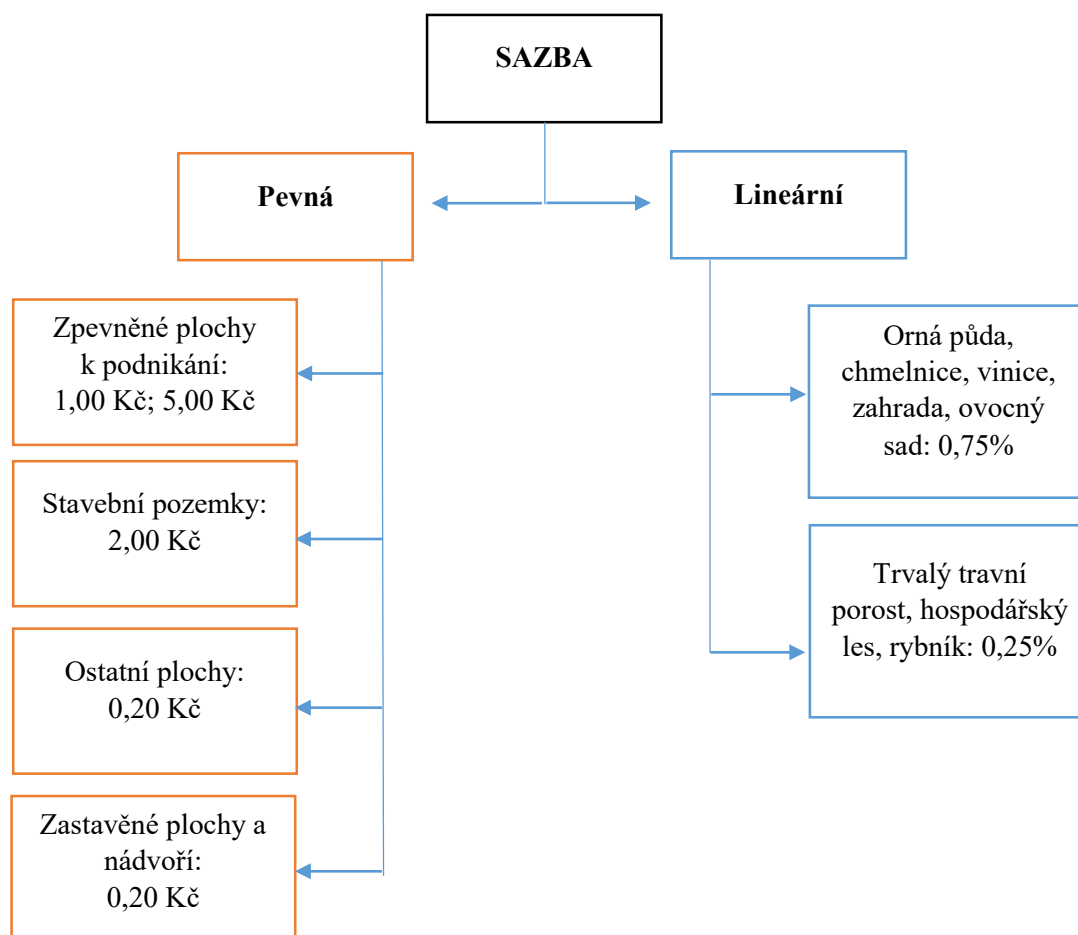 SAZBA
Pevná
Lineární
Zpevněné plochy
k podnikání:
1,00 Kč; 5,00 Kč
Stavební pozemky:
2,00 Kč
Ostatní plochy:
0,20 Kč
Zastavěné plochy a
nádvoří:
0,20 Kč
Orná půda,
chmelnice, vinice,
zahrada, ovocný
sad: 0,75%
Trvalý travní
porost, hospodářský
les, rybník: 0,25%